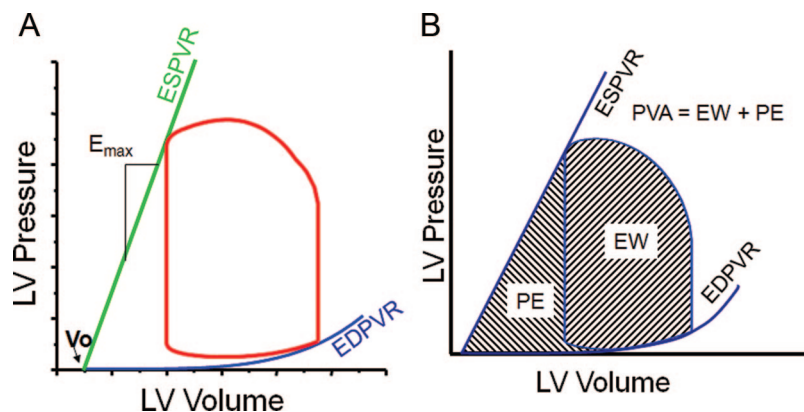 A
ESPVR
Emax
LV Pressure
Vo
EDPVR
LV Volume
B
ESPVR
PVA = EW + PE
LV Pressure
EW
PE
EDPVR
LV Volume